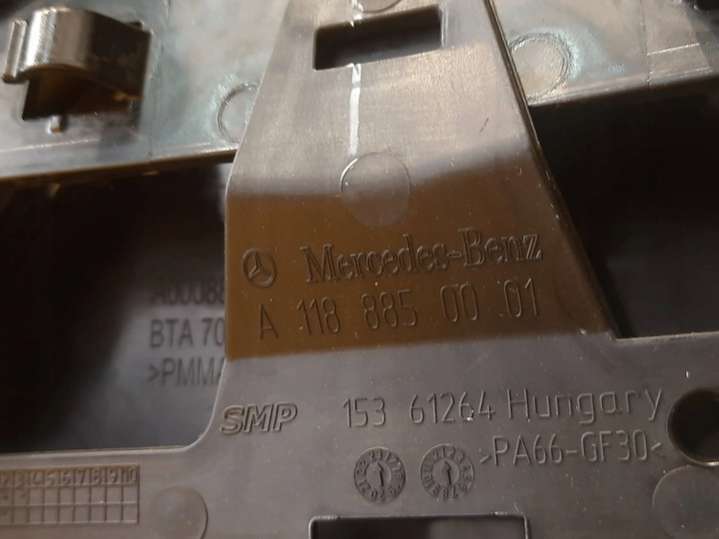 Mercedes-Benz
A 118 885 00 01
BTA 70
>PMMA
SMP 153 61264 Hungary
>PA66-GF30<